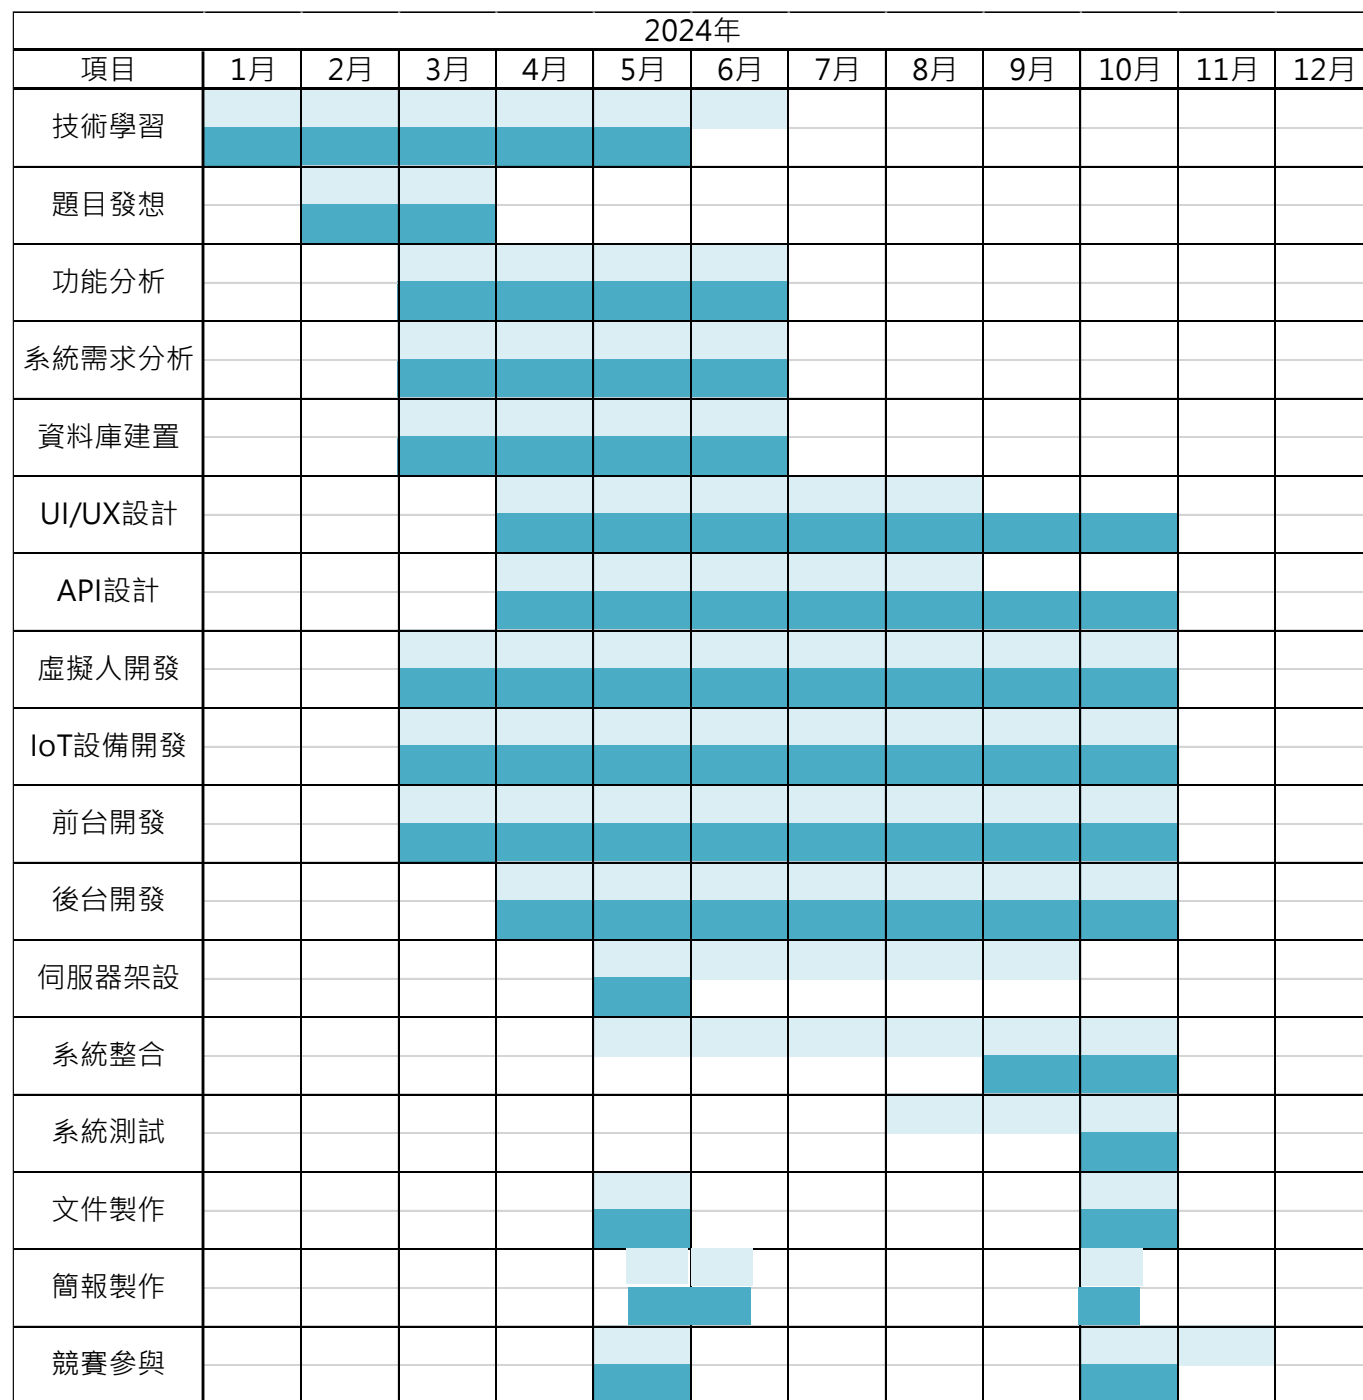 2024年
項目 1月 2月 3月 4月 5月 6月 7月 8月 9月 10月 11月 12月
技術學習
題目發想
功能分析
系統需求分析
資料庫建置
UI/UX設計
API設計
虛擬人開發
IoT設備開發
前台開發
後台開發
伺服器架設
系統整合
系統測試
文件製作
簡報製作
競賽參與